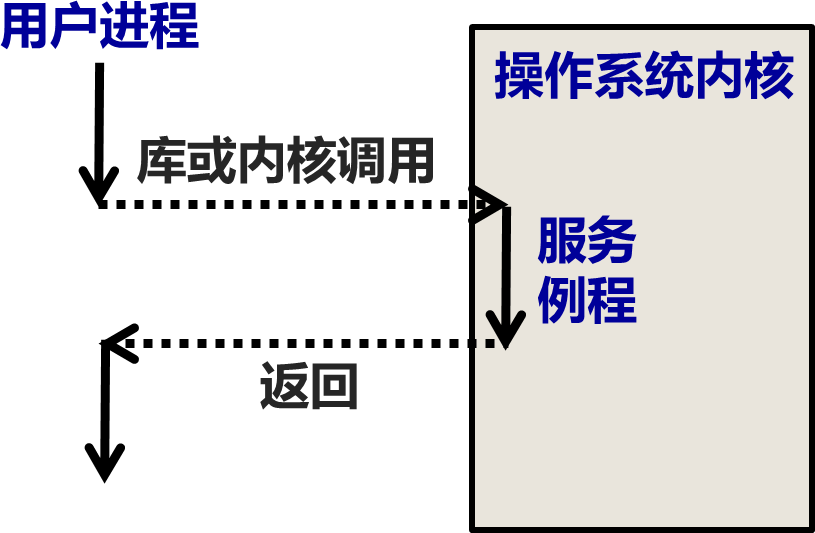 用户进程
操作系统内核
库或内核调用
服务
例程
返回